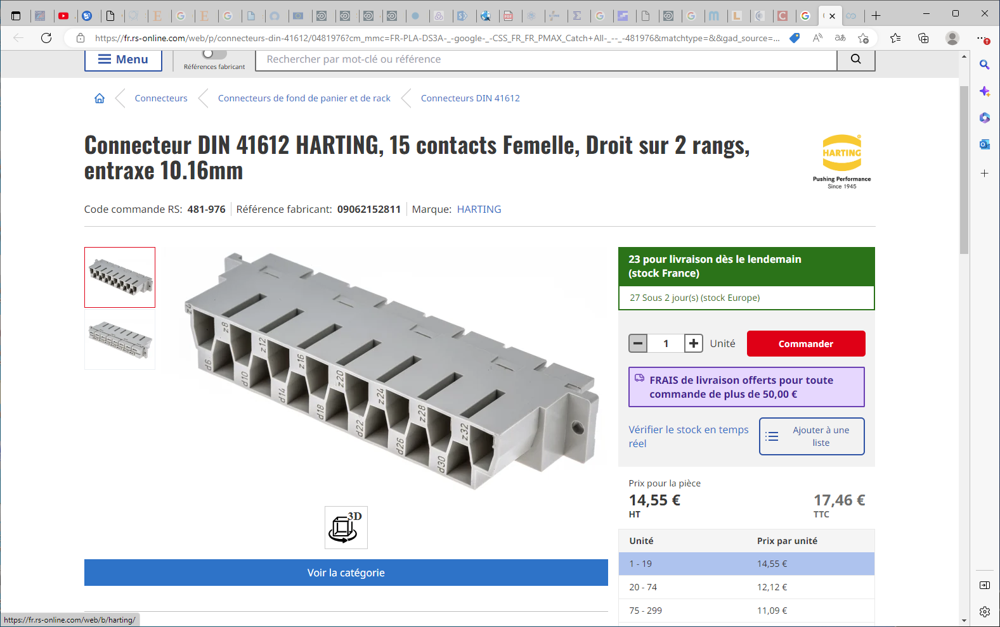 https://fr.rs-online.com/web/p/connecteurs-din-41612/0481976?cm_mmc=FR-PLA-DS3A-_-google-_-CSS_FR_FR_PMAX_Catch+All-_--_-481976&matchtype=&&gad_source=...
Menu
Références fabricant
Rechercher par mot-clé ou référence
Connecteurs
Connecteurs de fond de panier et de rack
Connecteurs DIN 41612
Connecteur DIN 41612 HARTING, 15 contacts Femelle, Droit sur 2 rangs,
entraxe 10.16mm
HARTING
Pushing Performance
Since 1945
Code commande RS: 481-976
Référence fabricant: 09062152811
Marque: HARTING
z4
z8
z12
z16
z20
z24
z28
z32
d6
d10
d14
d18
d22
d26
d30
3D
Voir la catégorie
23 pour livraison dès le lendemain
(stock France)
27 Sous 2 jour(s) (stock Europe)
1
Unité
Commander
FRAIS de livraison offerts pour toute
commande de plus de 50,00 €
Vérifier le stock en temps
réel
Ajouter à une
liste
Prix pour la pièce
14,55 €
HT
17,46 €
TTC
Unité Prix par unité
1 - 19 14,55 €
20 - 74 12,12 €
75 - 299 11,09 €
https://fr.rs-online.com/web/b/harting/